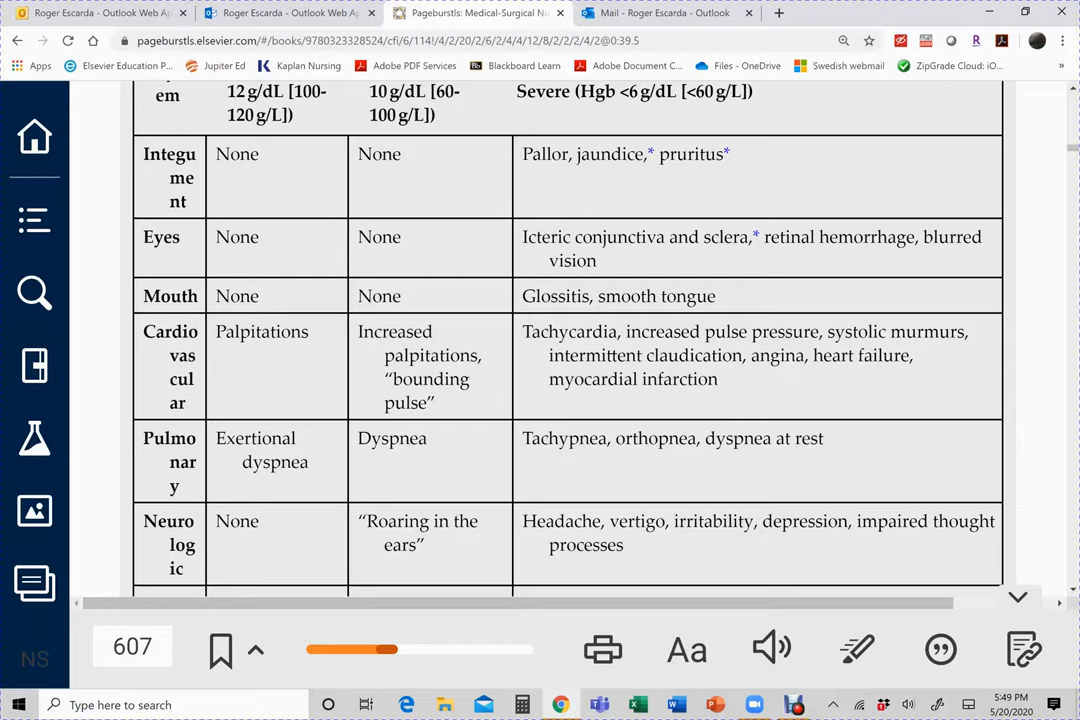 Roger Escarda - Outlook Web Ap
Roger Escarda - Outlook Web Ap
Pageburstls: Medical-Surgical Nu
Mail - Roger Escarda - Outlook
pageburstls.elsevier.com/#/books/9780323328524/cfi/6/114!/4/2/20/2/6/2/4/4/12/8/2/2/2/4/2@0:39.5
Apps
Elsevier Education P...
Jupiter Ed
Kaplan Nursing
Adobe PDF Services
Blackboard Learn
Adobe Document C...
Files - OneDrive
Swedish webmail
ZipGrade Cloud: iO...
em
12 g/dL [100-
120 g/L])
10 g/dL [60-
100 g/L])
Severe (Hgb <6 g/dL [<60 g/L])
Integu
me
nt
None
None
Pallor, jaundice,* pruritus*
Eyes
None
None
Icteric conjunctiva and sclera,* retinal hemorrhage, blurred
vision
Mouth
None
None
Glossitis, smooth tongue
Cardio
vas
cul
ar
Palpitations
Increased
palpitations,
“bounding
pulse”
Tachycardia, increased pulse pressure, systolic murmurs,
intermittent claudication, angina, heart failure,
myocardial infarction
Pulmo
nar
y
Exertional
dyspnea
Dyspnea
Tachypnea, orthopnea, dyspnea at rest
Neuro
log
ic
None
“Roaring in the
ears”
Headache, vertigo, irritability, depression, impaired thought
processes
NS
607
Aa
Type here to search
5:49 PM
5/20/2020